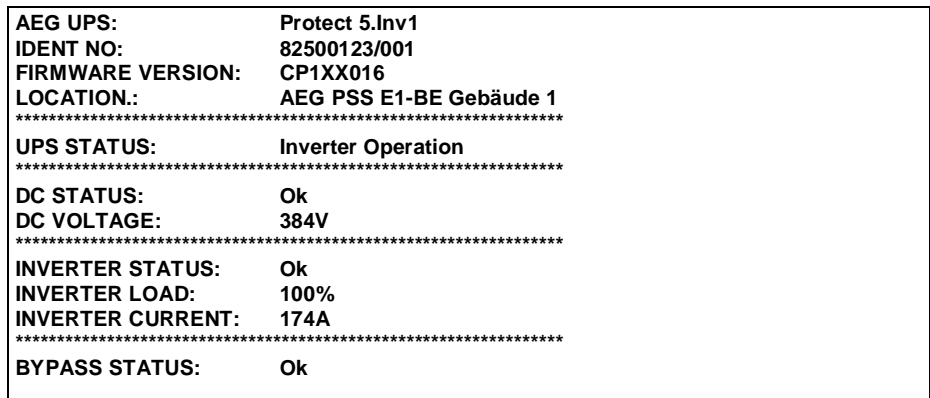 AEG UPS: Protect 5.Inv1
IDENT NO: 82500123/001
FIRMWARE VERSION: CP1XX016
LOCATION.: AEG PSS E1-BE Gebäude 1
******************************************************************
UPS STATUS: Inverter Operation
******************************************************************
DC STATUS: Ok
DC VOLTAGE: 384V
******************************************************************
INVERTER STATUS: Ok
INVERTER LOAD: 100%
INVERTER CURRENT: 174A
******************************************************************
BYPASS STATUS: Ok